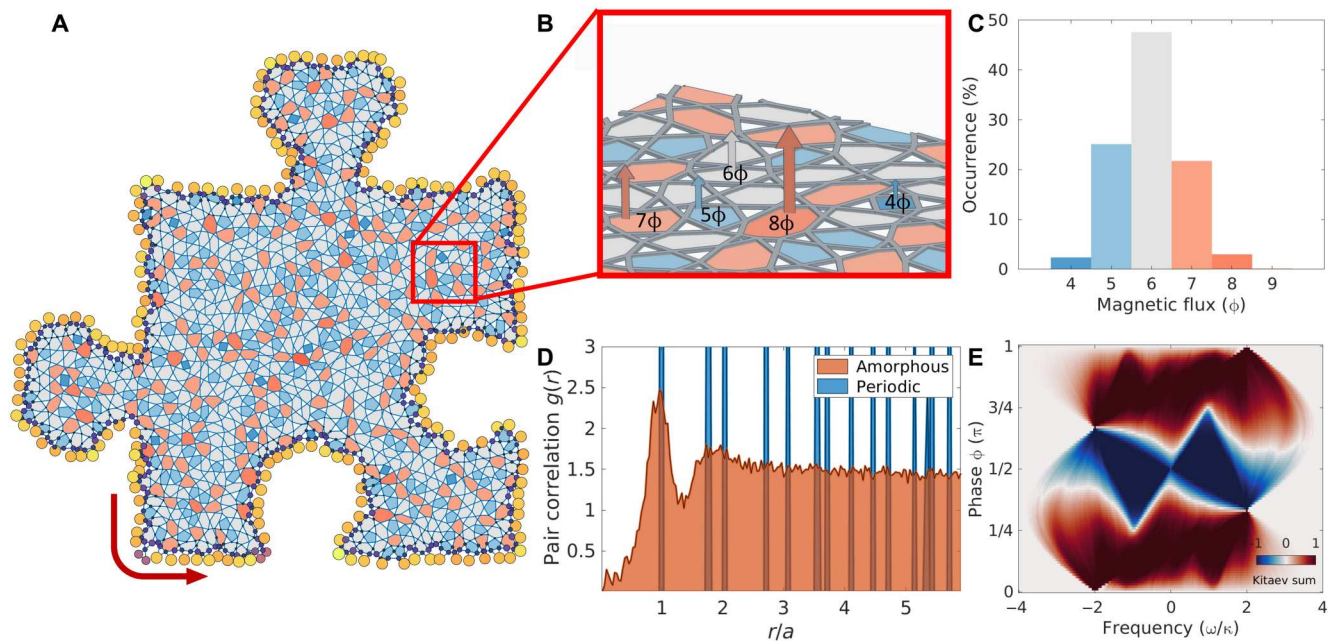 A
B
6ϕ
7ϕ
5ϕ
8ϕ
4ϕ
C
50
40
30
20
10
0
Occurrence (%)
4 5 6 7 8 9
Magnetic flux (ϕ)
D
3
2.5
2
1.5
1
0.5
Pair correlation g(r)
Amorphous
Periodic
1 2 3 4 5
r/a
E
1
3/4
1/2
1/4
0
Phase ϕ (π)
-1 0 1
Kitaev sum
−4 −2 0 2 4
Frequency (ω/κ)